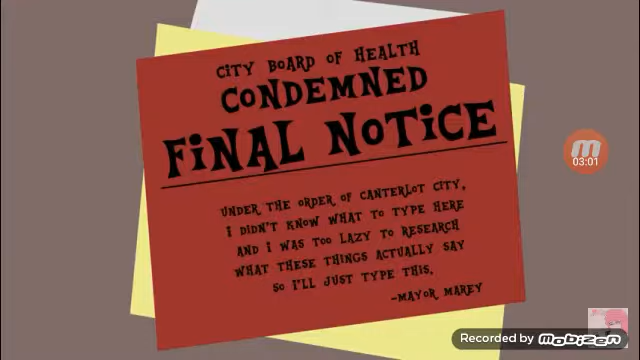 CITY BOARD OF HEALTH
CONDEMNED
FINAL NOTICE
UNDER THE ORDER OF CANTERLOT CITY,
I DIDN'T KNOW WHAT TO TYPE HERE
AND I WAS TOO LAZY TO RESEARCH
WHAT THESE THINGS ACTUALLY SAY
SO I'LL JUST TYPE THIS.
-MAYOR MAREY
03:01
Recorded by MOBIZEN